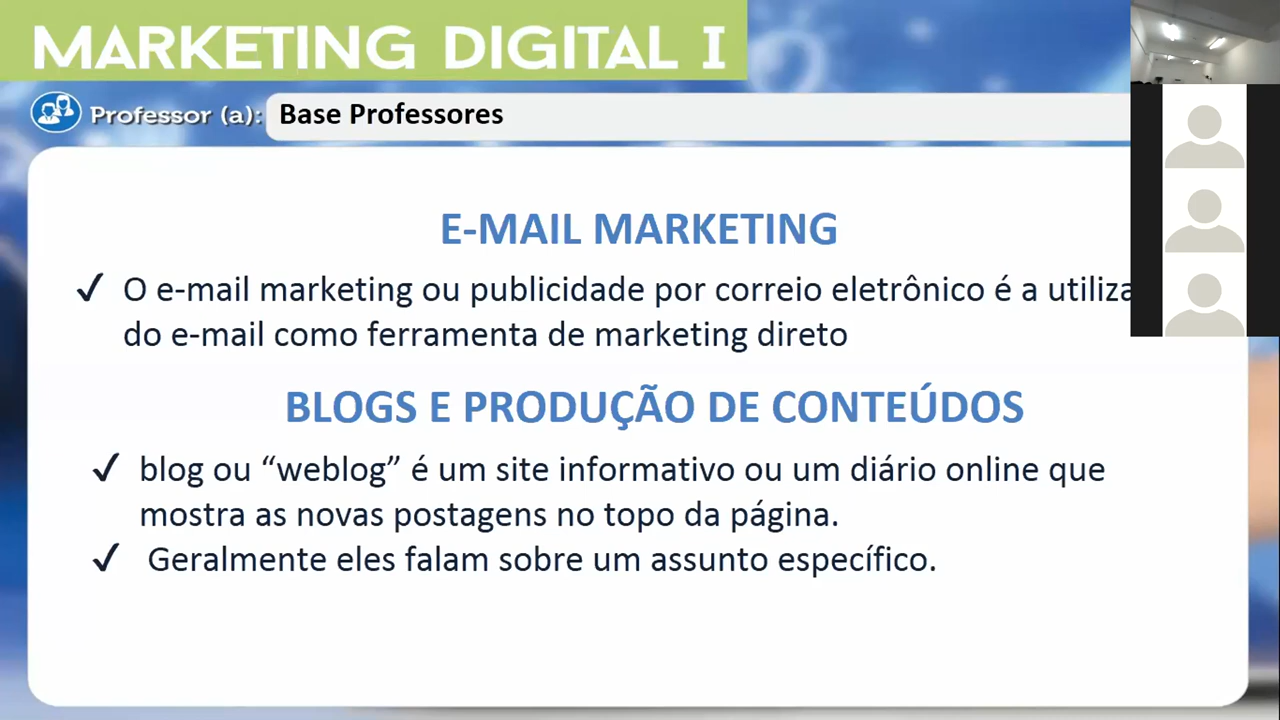 MARKETING DIGITAL I
Professor (a): Base Professores
E-MAIL MARKETING
✓ O e-mail marketing ou publicidade por correio eletrônico é a
do e-mail como ferramenta de marketing direto
BLOGS E PRODUÇÃO DE CONTEÚDOS
✓ blog ou “weblog” é um site informativo ou um diário online que
mostra as novas postagens no topo da página.
✓ Geralmente eles falam sobre um assunto específico.